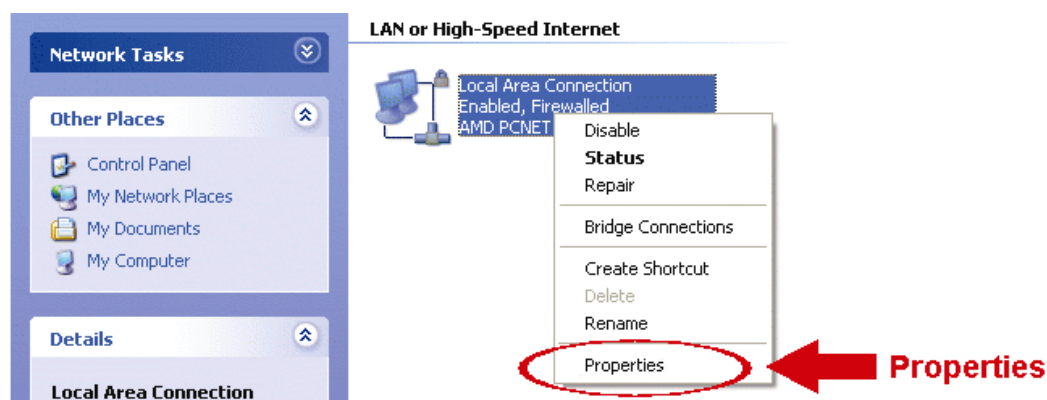 Network Tasks
Other Places
Control Panel
My Network Places
My Documents
My Computer
Details
Local Area Connection
LAN or High-Speed Internet
Local Area Connection
Enabled, Firewalled
AMD PCNET
Disable
Status
Repair
Bridge Connections
Create Shortcut
Delete
Rename
Properties
Properties